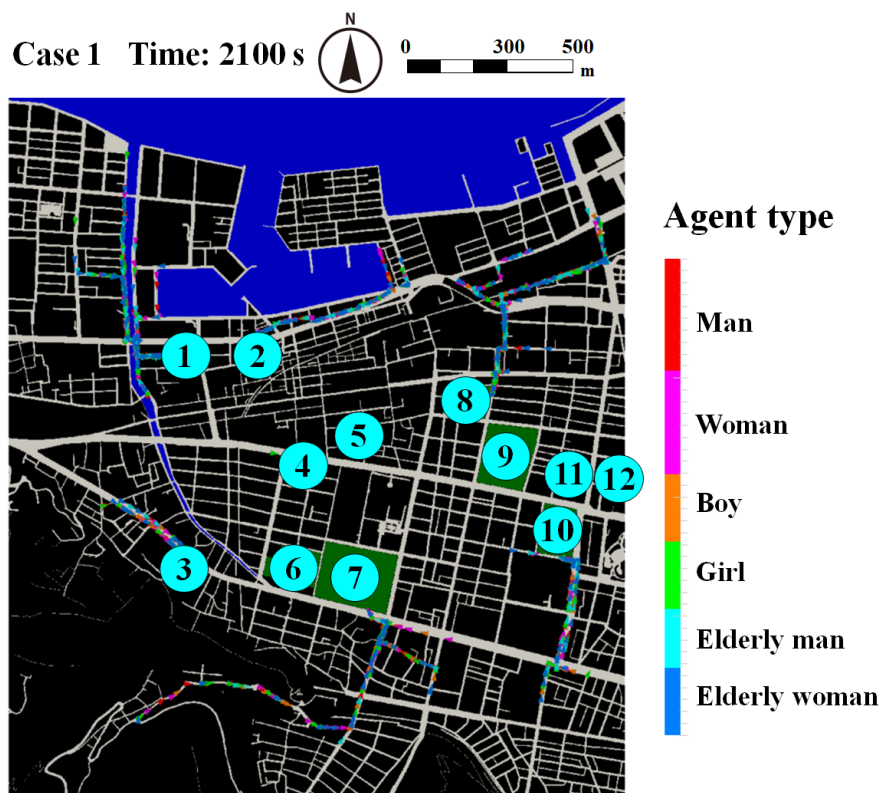 N
Case 1 Time: 2100 s
0 300 500
m
Agent type
Man
Woman
Boy
Girl
Elderly man
Elderly woman
1
2
8
5
4
9
11
12
10
3
6
7